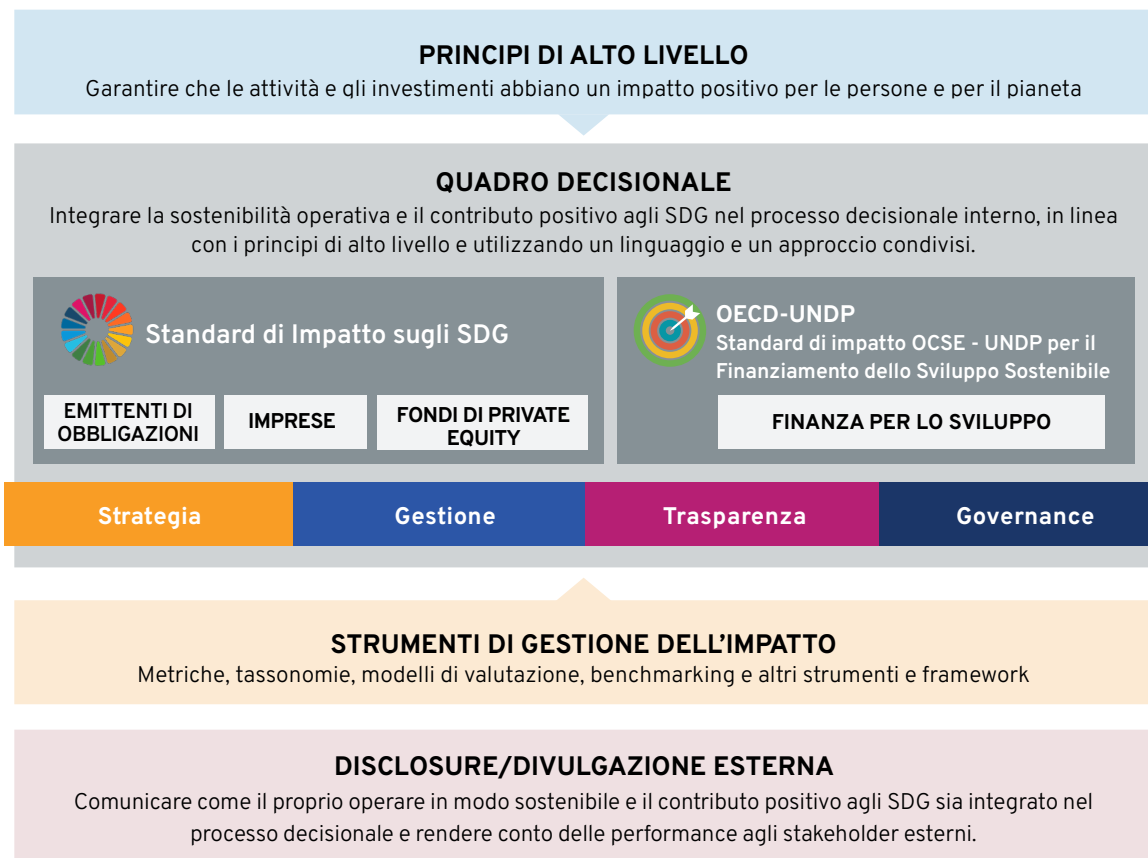 PRINCIPI DI ALTO LIVELLO
Garantire che le attività e gli investimenti abbiano un impatto positivo per le persone e per il pianeta
QUADRO DECISIONALE
Integrare la sostenibilità operativa e il contributo positivo agli SDG nel processo decisionale interno, in linea
con i principi di alto livello e utilizzando un linguaggio e un approccio condivisi.
Standard di Impatto sugli SDG
EMITTENTI DI
OBBLIGAZIONI
IMPRESE
FONDI DI PRIVATE
EQUITY
OECD-UNDP
Standard di impatto OCSE - UNDP per il
Finanziamento dello Sviluppo Sostenibile
FINANZA PER LO SVILUPPO
Strategia
Gestione
Trasparenza
Governance
STRUMENTI DI GESTIONE DELL’IMPATTO
Metriche, tassonomie, modelli di valutazione, benchmarking e altri strumenti e framework
DISCLOSURE/DIVULGAZIONE ESTERNA
Comunicare come il proprio operare in modo sostenibile e il contributo positivo agli SDG sia integrato nel
processo decisionale e rendere conto delle performance agli stakeholder esterni.